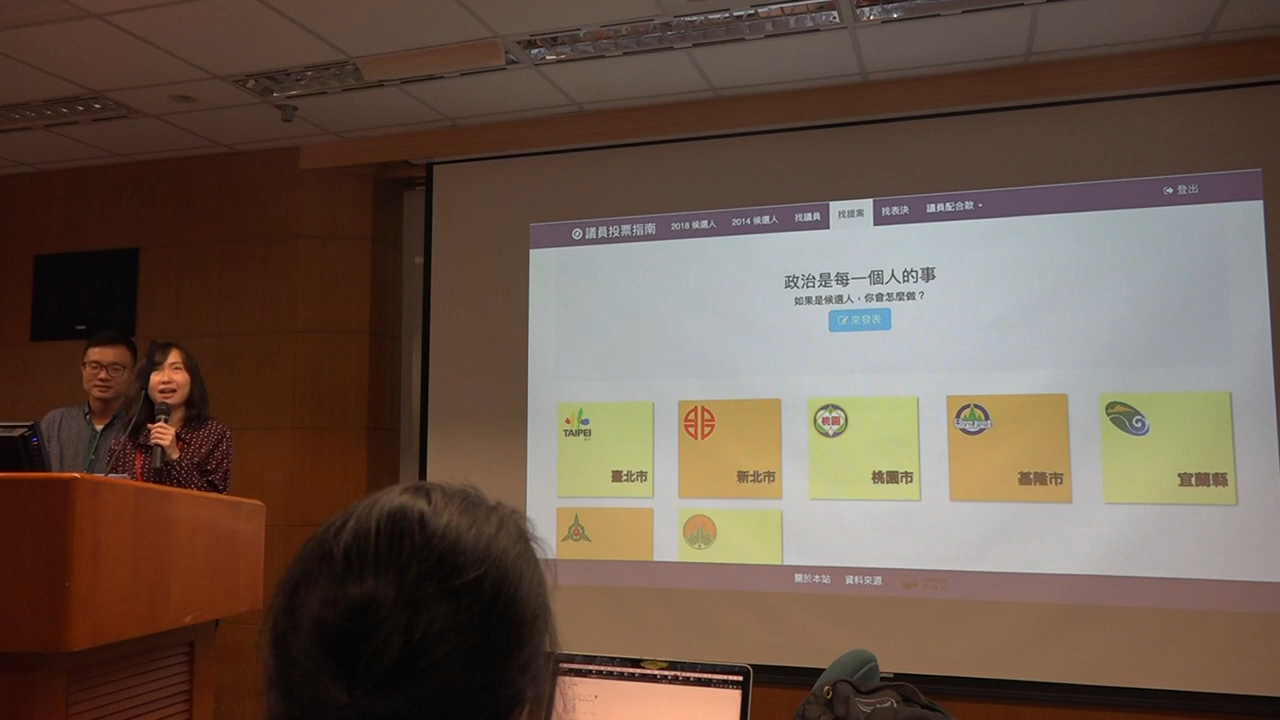 議員投票指南 2018 候選人 2014 候選人 找議員 找提案 找表決 議員配合款 登出
政治是每一個人的事
如果是候選人，你會怎麼做？
來發表
TAIPEI
臺北市
新北市
桃園
桃園市
基隆市
宜蘭縣
關於本站 資料來源